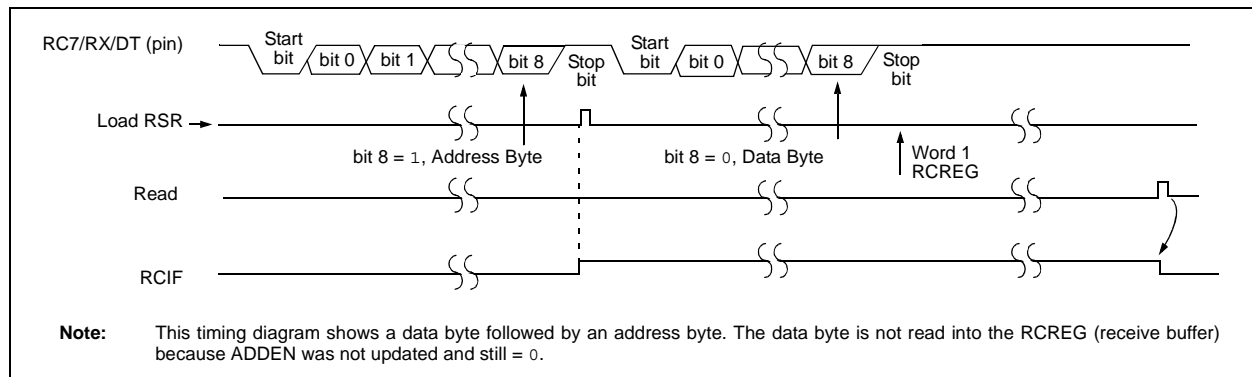 RC7/RX/DT (pin)
Start bit
bit 0
bit 1
bit 8
Stop bit
Start bit
bit 0
bit 8
Stop bit
Load RSR
bit 8 = 1, Address Byte
bit 8 = 0, Data Byte
Word 1
RCREG
Read
RCIF
Note: This timing diagram shows a data byte followed by an address byte. The data byte is not read into the RCREG (receive buffer)
because ADDEN was not updated and still = 0.